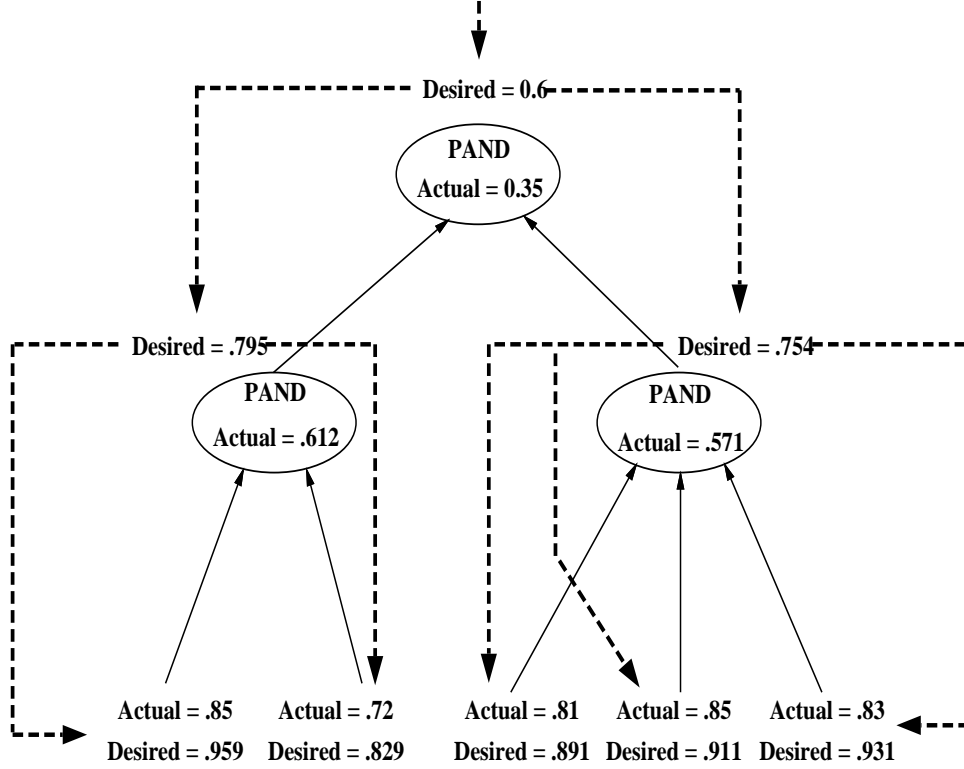 Desired = 0.6
PAND
Actual = 0.35
Desired = .795
Desired = .754
PAND
Actual = .612
PAND
Actual = .571
Actual = .85
Actual = .72
Actual = .81
Actual = .85
Actual = .83
Desired = .959
Desired = .829
Desired = .891
Desired = .911
Desired = .931